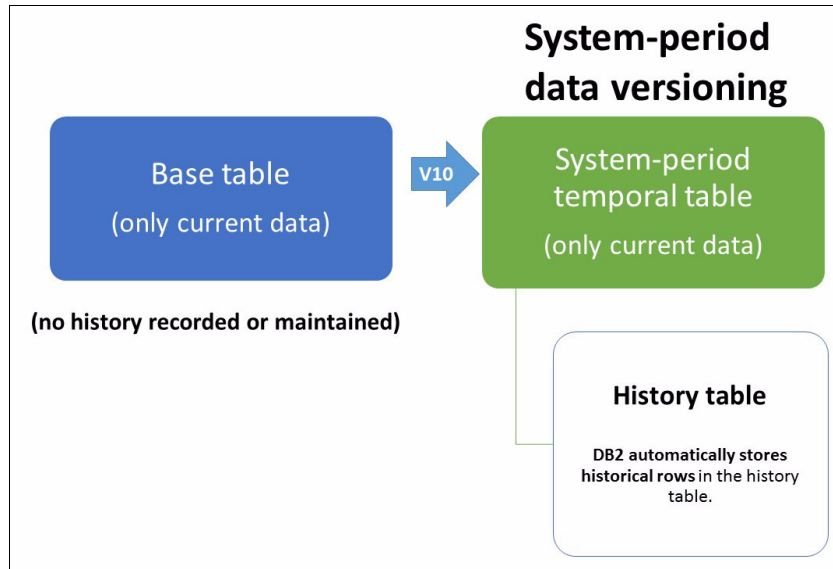 System-period
data versioning
Base table
(only current data)
V10
System-period
temporal table
(only current data)
(no history recorded or maintained)
History table
DB2 automatically stores
historical rows in the history
table.